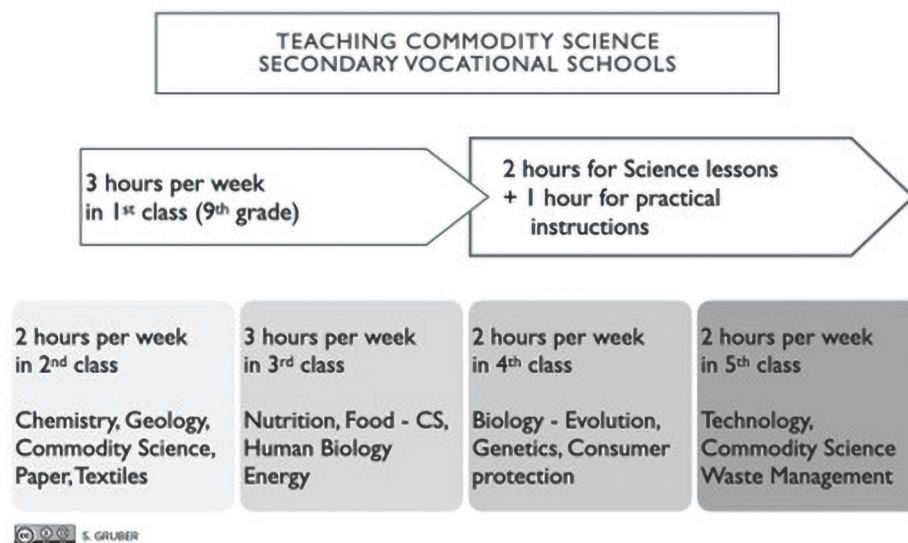 TEACHING COMMODITY SCIENCE
SECONDARY VOCATIONAL SCHOOLS
3 hours per week
in 1st class (9th grade)
2 hours for Science lessons
+ 1 hour for practical
instructions
2 hours per week
in 2nd class
Chemistry, Geology,
Commodity Science,
Paper, Textiles
3 hours per week
in 3rd class
Nutrition, Food - CS,
Human Biology
Energy
2 hours per week
in 4th class
Biology - Evolution,
Genetics, Consumer
protection
2 hours per week
in 5th class
Technology,
Commodity Science
Waste Management
cc S. GRUBER